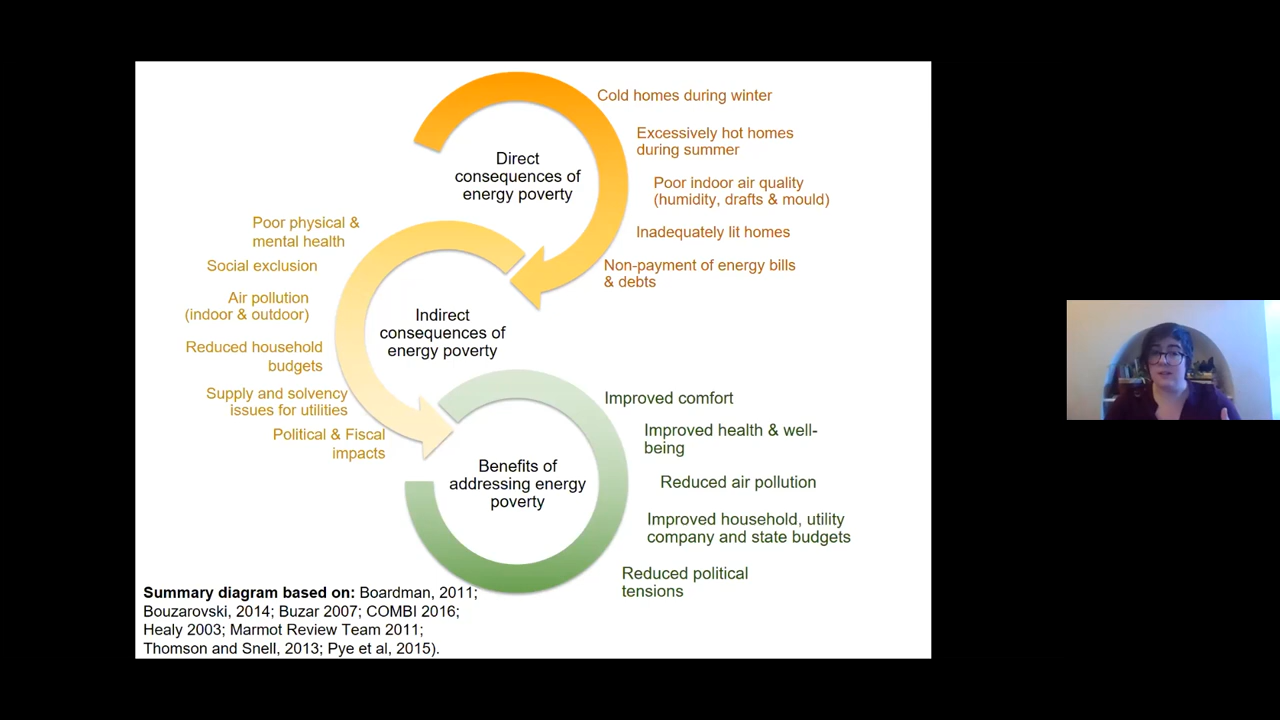 Direct
consequences of
energy poverty
Cold homes during winter
Excessively hot homes
during summer
Poor indoor air quality
(humidity, drafts & mould)
Inadequately lit homes
Non-payment of energy bills
& debts
Indirect
consequences of
energy poverty
Poor physical &
mental health
Social exclusion
Air pollution
(indoor & outdoor)
Reduced household
budgets
Supply and solvency
issues for utilities
Political & Fiscal
impacts
Benefits of
addressing energy
poverty
Improved comfort
Improved health & well-
being
Reduced air pollution
Improved household, utility
company and state budgets
Reduced political
tensions
Summary diagram based on: Boardman, 2011;
Bouzarovski, 2014; Buzar 2007; COMBI 2016;
Healy 2003; Marmot Review Team 2011;
Thomson and Snell, 2013; Pye et al, 2015).